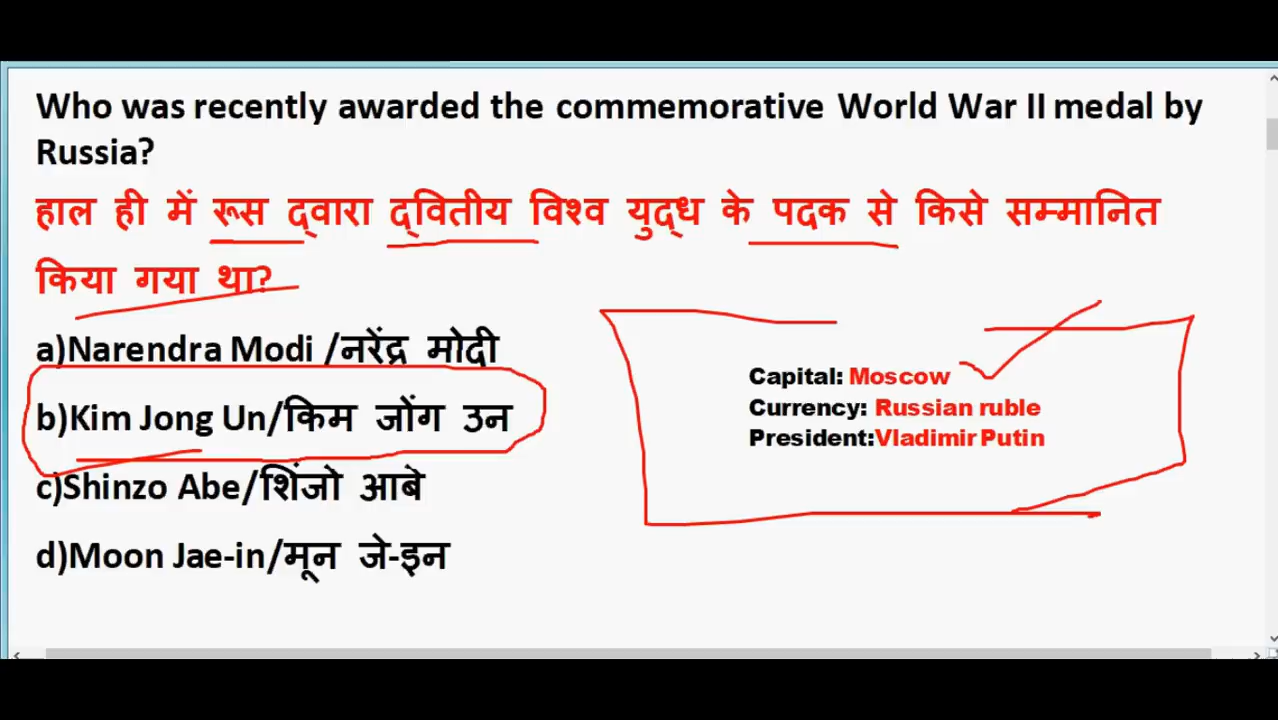 Who was recently awarded the commemorative World War II medal by
Russia?
हाल ही में रूस द्वारा द्वितीय विश्व युद्ध के पदक से किसे सम्मानित
किया गया था?
a)Narendra Modi /नरेंद्र मोदी
b)Kim Jong Un/किम जोंग उन
c)Shinzo Abe/शिंजो आबे
d)Moon Jae-in/मून जे-इन
Capital: Moscow
Currency: Russian ruble
President:Vladimir Putin